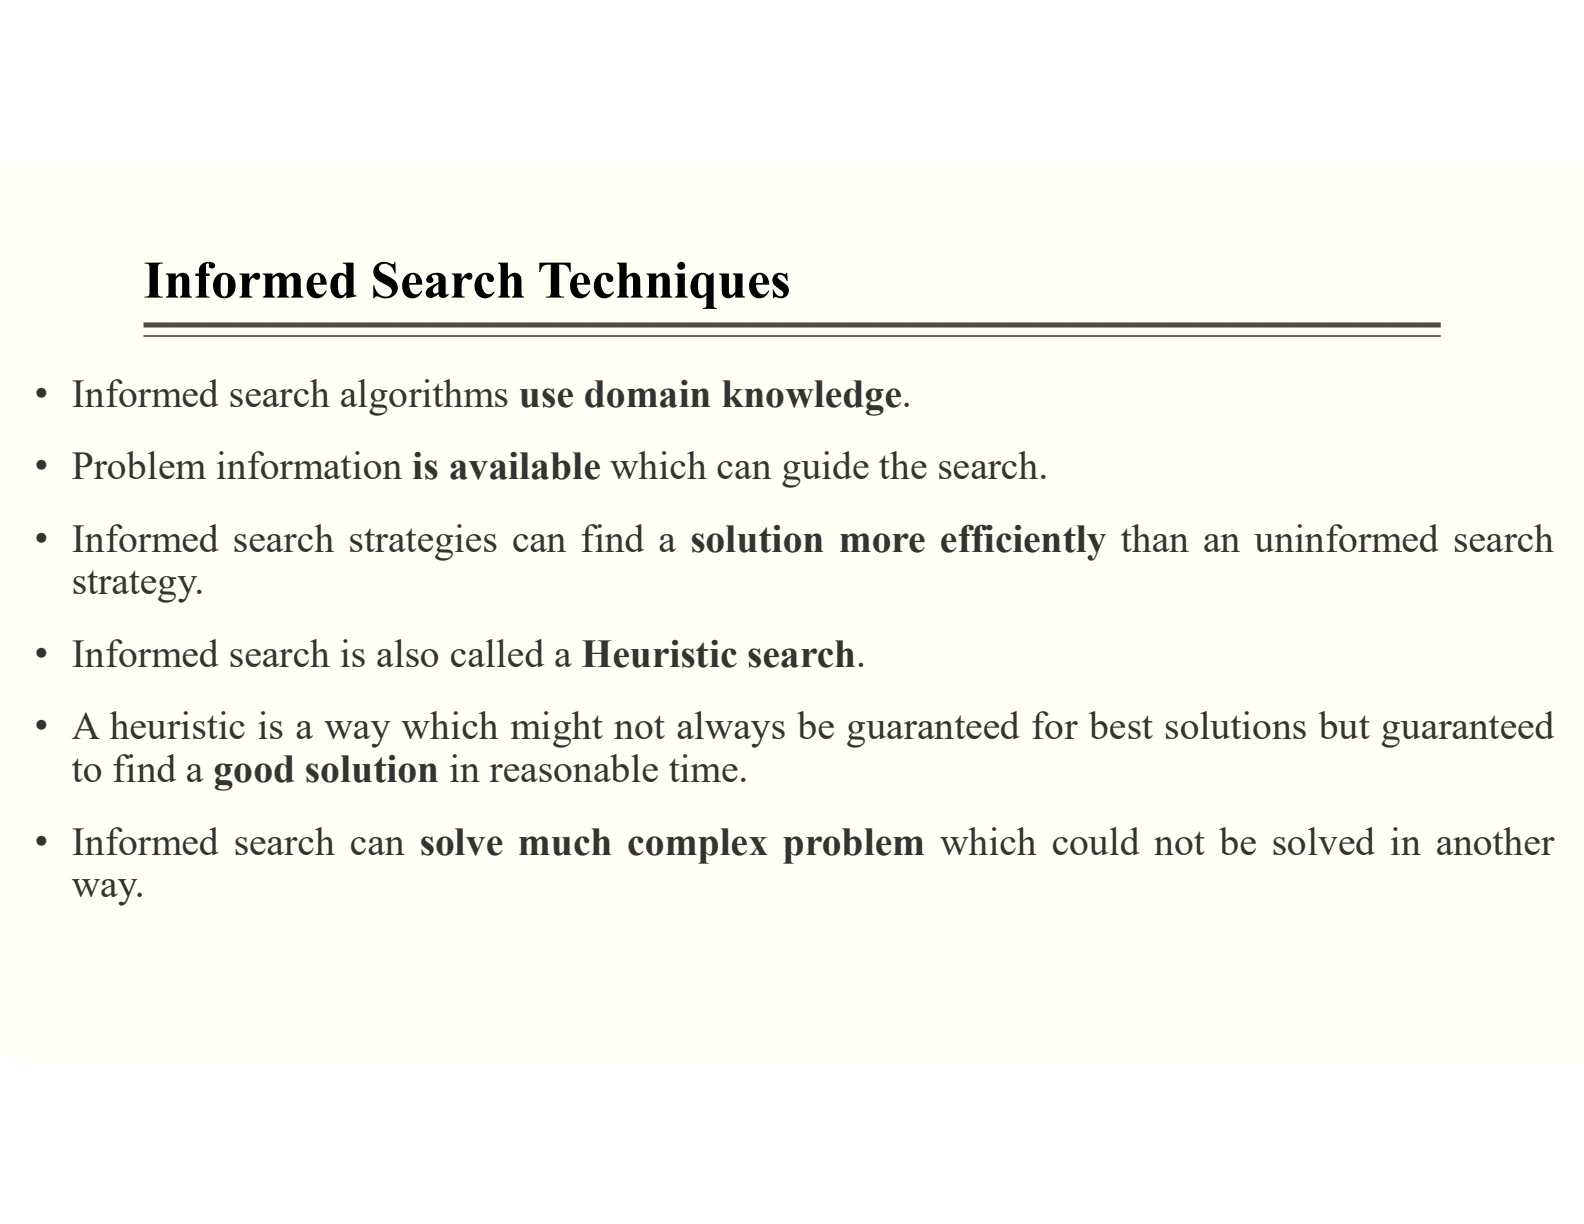 Informed Search Techniques
• Informed search algorithms use domain knowledge.
• Problem information is available which can guide the search.
• Informed search strategies can find a solution more efficiently than an uninformed search
strategy.
• Informed search is also called a Heuristic search.
• A heuristic is a way which might not always be guaranteed for best solutions but guaranteed
to find a good solution in reasonable time.
• Informed search can solve much complex problem which could not be solved in another
way.